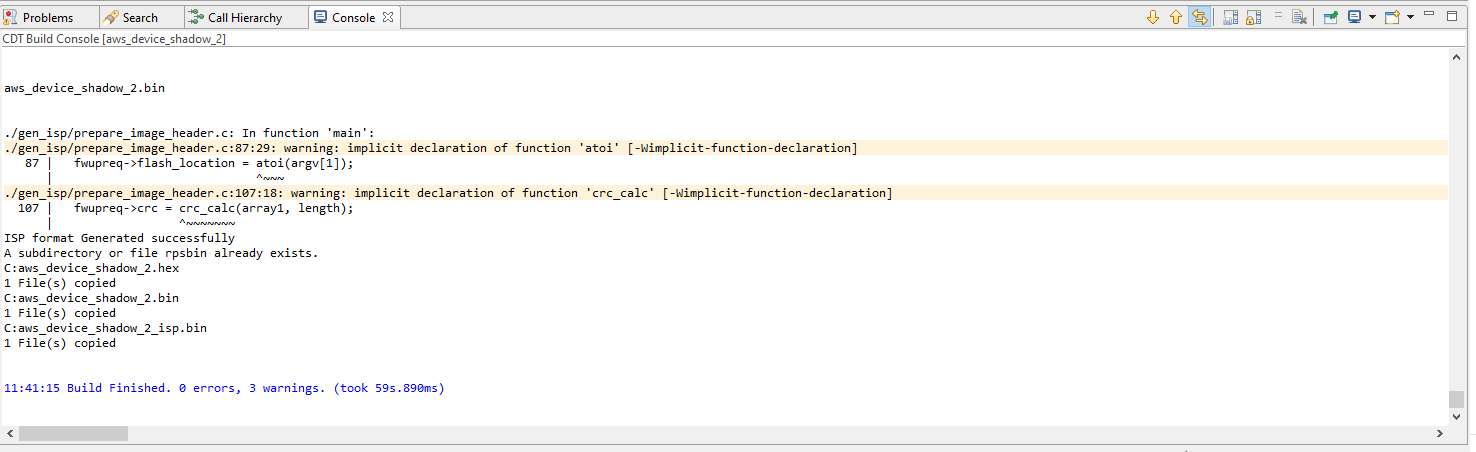 Problems Search Call Hierarchy Console
CDT Build Console [aws_device_shadow_2]
aws_device_shadow_2.bin
./gen_isp/prepare_image_header.c: In function 'main':
./gen_isp/prepare_image_header.c:87:29: warning: implicit declaration of function 'atoi' [-Wimplicit-function-declaration]
87 |   fwupreq->flash_location = atoi(argv[1]);
|                             ^~~~
./gen_isp/prepare_image_header.c:107:18: warning: implicit declaration of function 'crc_calc' [-Wimplicit-function-declaration]
107 |   fwupreq->crc = crc_calc(array1, length);
|                  ^~~~~~~~
ISP format Generated successfully
A subdirectory or file rpsbin already exists.
C:aws_device_shadow_2.hex
1 File(s) copied
C:aws_device_shadow_2.bin
1 File(s) copied
C:aws_device_shadow_2_isp.bin
1 File(s) copied
11:41:15 Build Finished. 0 errors, 3 warnings. (took 59s.890ms)